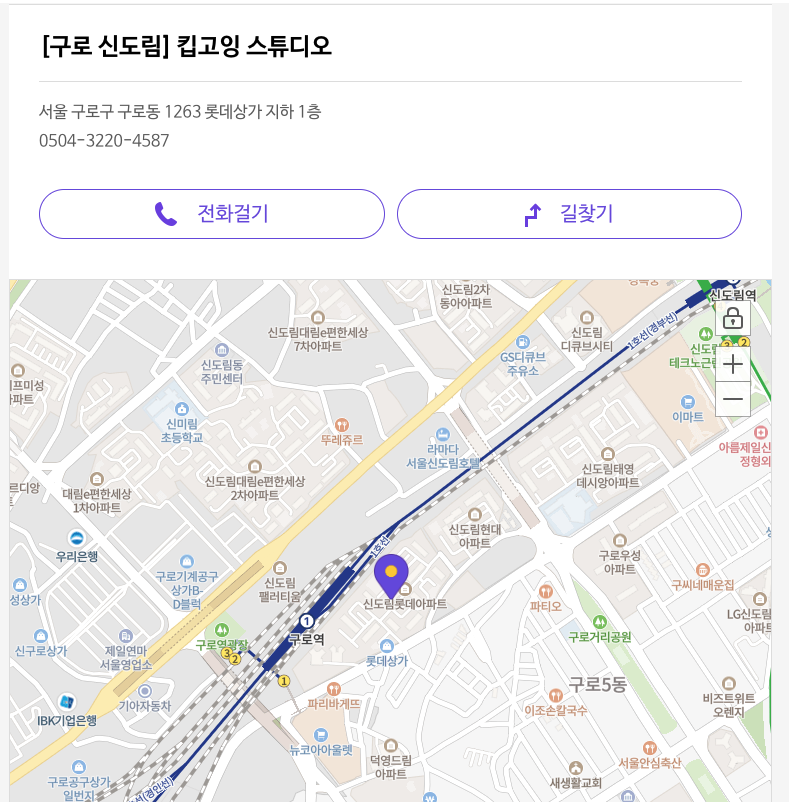 [구로 신도림] 킵고잉 스튜디오
서울 구로구 구로동 1263 롯데상가 지하 1층
0504-3220-4587
전화걸기
길찾기
신도림2차
동아아파트
신도림역
신도림대림e편한세상
7차아파트
신도림
디큐브시티
1호선(경부선)
신도림동
주민센터
GS디큐브
주유소
테크노근린
3 2
이마트
신미림
초등학교
뚜레쥬르
라마다
서울신도림호텔
아름제일신
정형외
대림e편한세상
1차아파트
신도림대림e편한세상
2차아파트
신도림태영
데시앙아파트
우리은행
1호선
신도림현대
아파트
구로우성
아파트
구로기계공구
상가B-
D블럭
신도림
팰러티움
신도림롯데아파트
파티오
구씨네매운집
LG신도림
아파트
성상가
신구로상가
제일연마
서울영업소
구로역광장
3
2
1
구로역
롯데상가
구로거리공원
1
기아자동차
파리바게뜨
구로5동
비즈트위트
오렌지
IBK기업은행
뉴코아아울렛
이조손칼국수
덕영드림
아파트
서울안심축산
새생활교회
구로공구상가
일번지
선(경인선)